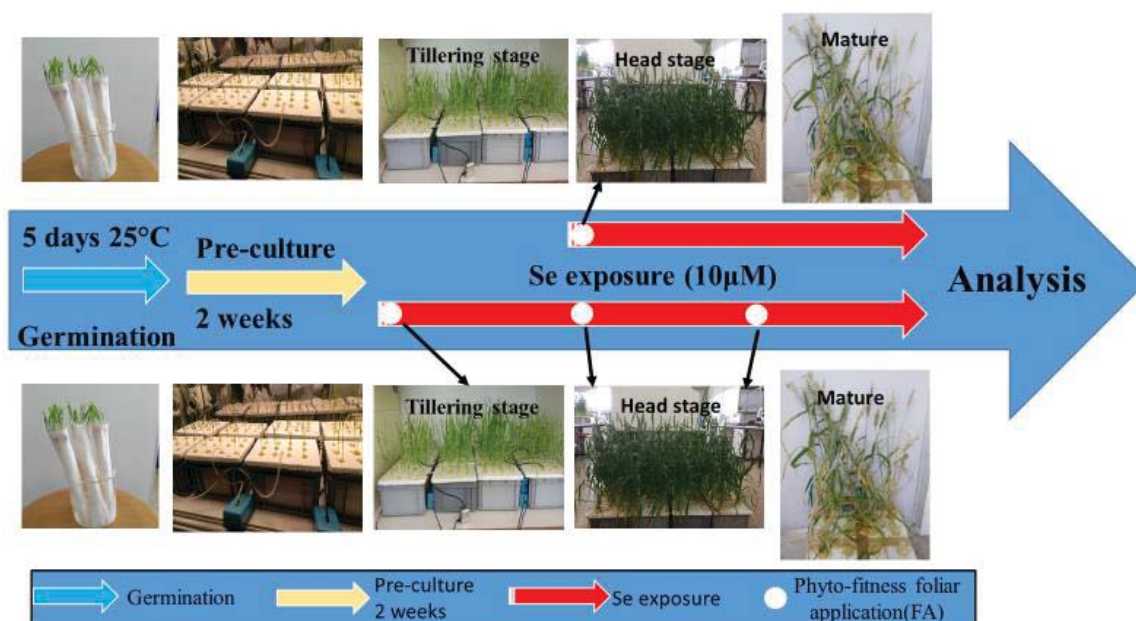 Tillering stage
Head stage
Mature
5 days 25°C
Germination
Pre-culture
2 weeks
Se exposure (10µM)
Analysis
Tillering stage
Head stage
Mature
Germination
Pre-culture
2 weeks
Se exposure
Phyto-fitness foliar
application(FA)